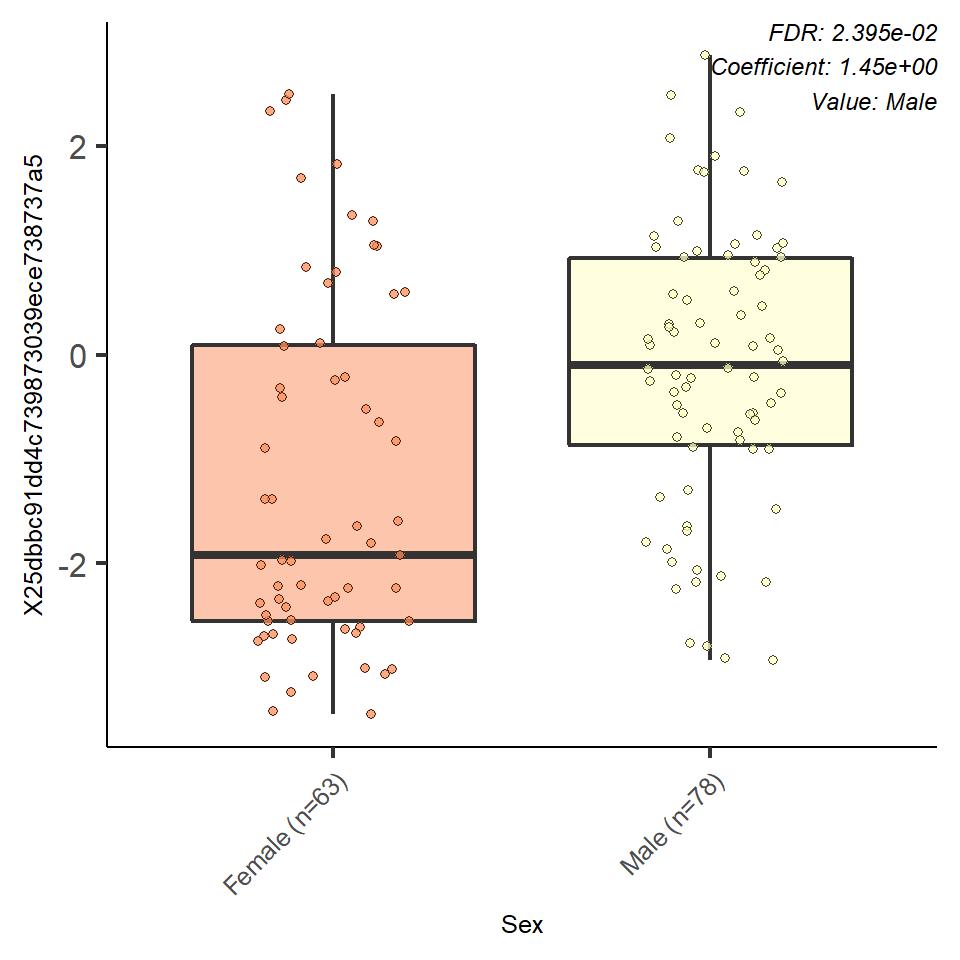 FDR: 2.395e-02
Coefficient: 1.45e+00
Value: Male
X25dbbc91dd4c739873039ece738737a5
2
0
-2
Female (n=63)
Male (n=78)
Sex